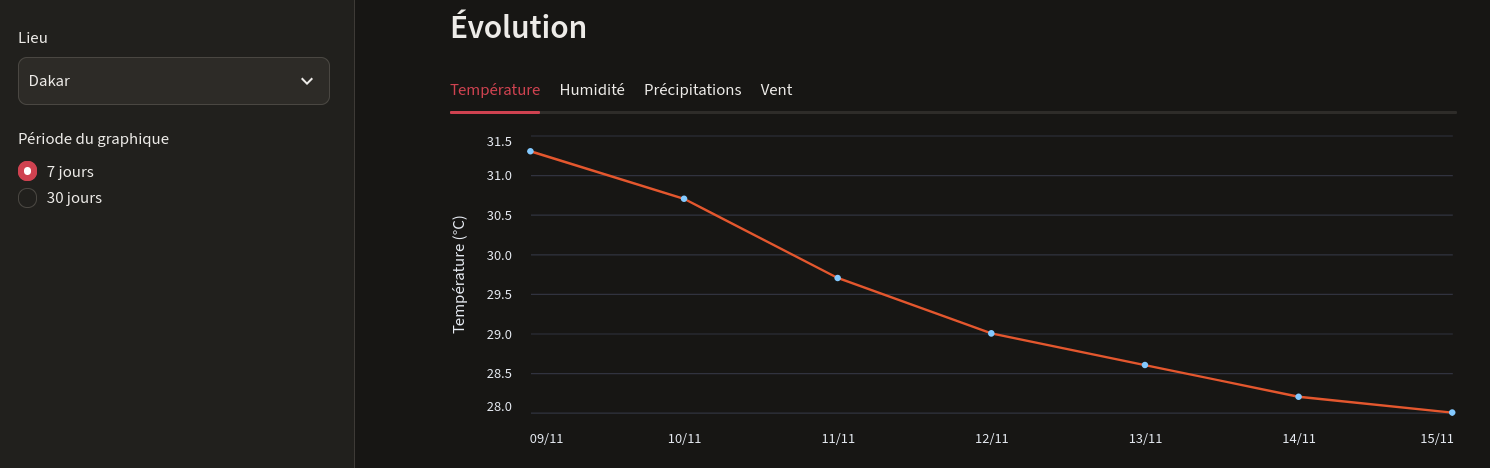 Lieu
Dakar
Période du graphique
7 jours
30 jours
Évolution
Température Humidité Précipitations Vent
Température (°C)
31.5
31.0
30.5
30.0
29.5
29.0
28.5
28.0
09/11 10/11 11/11 12/11 13/11 14/11 15/11